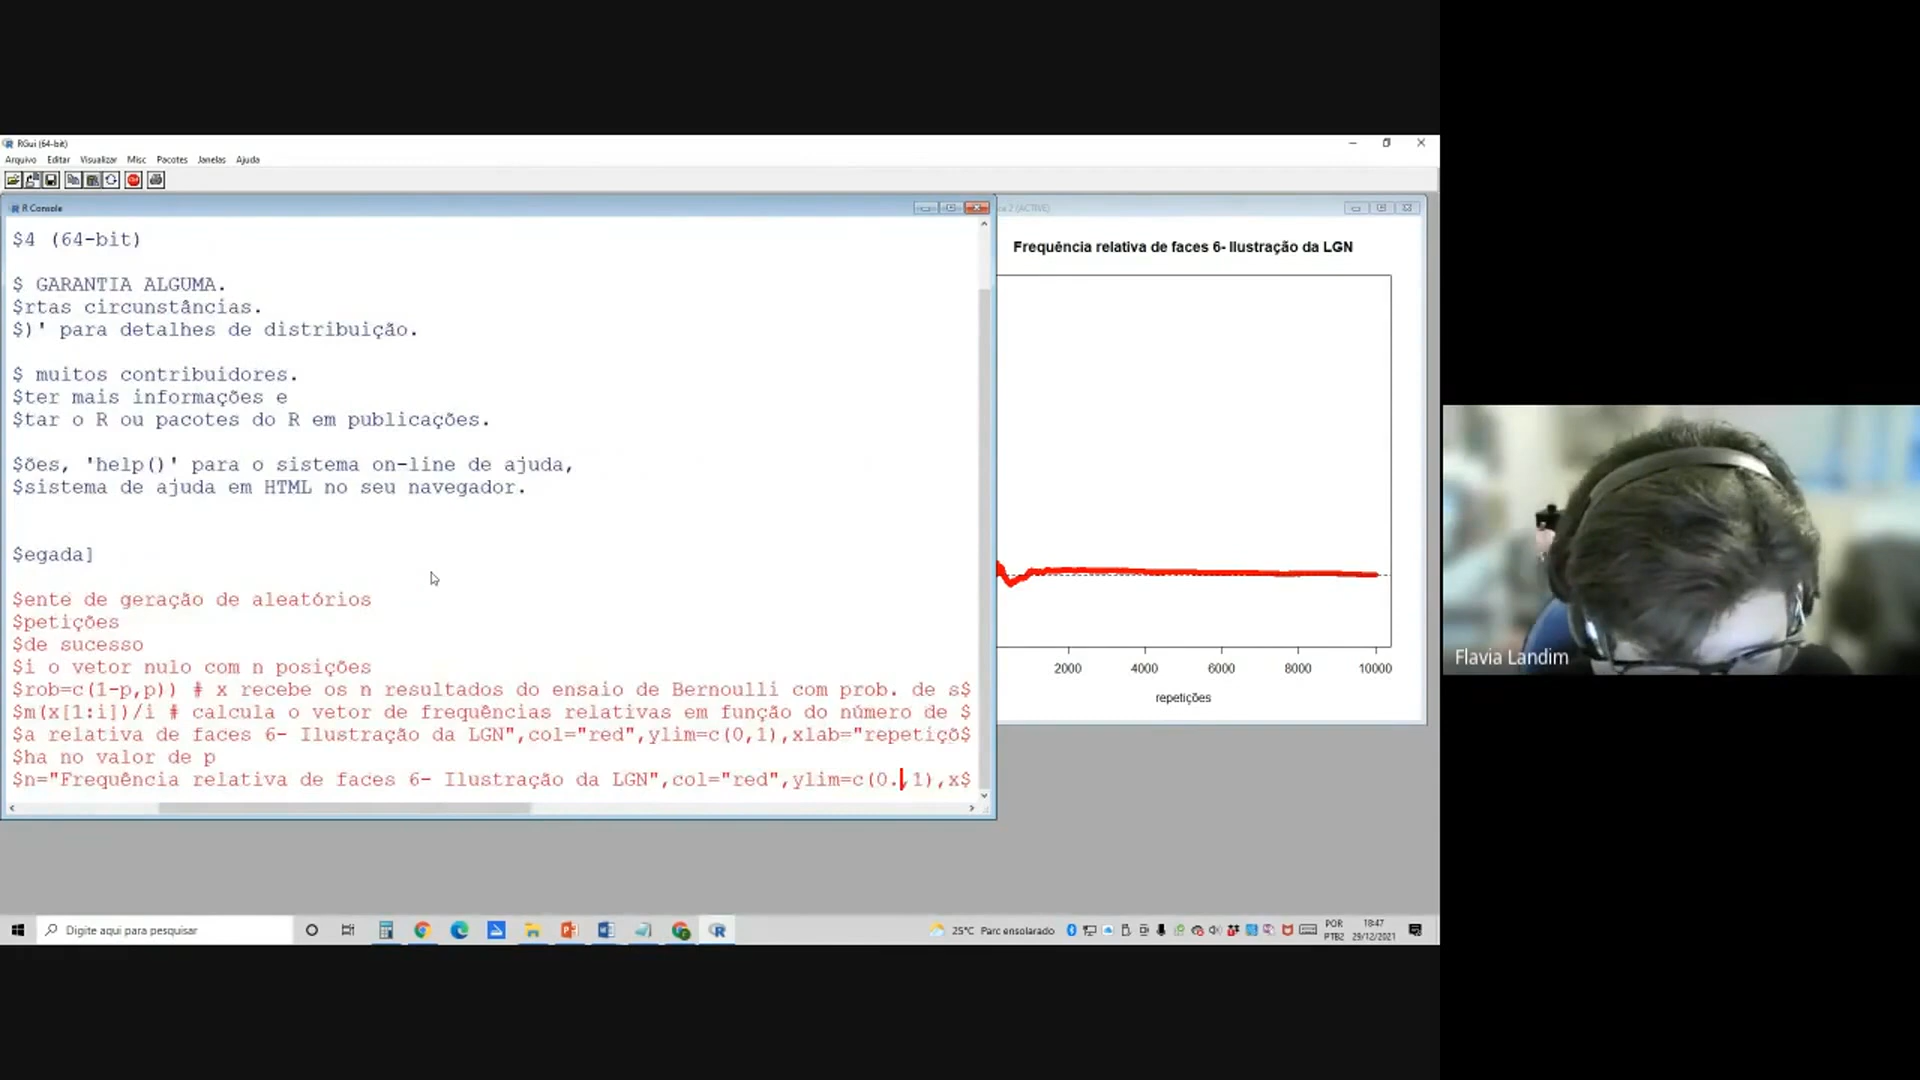 RGui (64-bit)
Arquivo Editar Visualizar Misc Pacotes Janelas Ajuda
R Console
$4 (64-bit)
$ GARANTIA ALGUMA.
$rtas circunstâncias.
$)' para detalhes de distribuição.
$ muitos contribuidores.
$ter mais informações e
$tar o R ou pacotes do R em publicações.
$ões, 'help()' para o sistema on-line de ajuda,
$sistema de ajuda em HTML no seu navegador.
$egada]
$ente de geração de aleatórios
$petições
$de sucesso
$i o vetor nulo com n posições
$rob=c(1-p,p)) # x recebe os n resultados do ensaio de Bernoulli com prob. de s$
$m(x[1:i])/i # calcula o vetor de frequências relativas em função do número de $
$a relativa de faces 6- Ilustração da LGN",col="red",ylim=c(0,1),xlab="repetiçõ$
$ha no valor de p
$n="Frequência relativa de faces 6- Ilustração da LGN",col="red",ylim=c(0.,1),x$
2 (ACTIVE)
Frequência relativa de faces 6- Ilustração da LGN
2000 4000 6000 8000 10000
repetições
Flavia Landim
Digite aqui para pesquisar
25°C Parc ensolarado
POR
PTB2
18:47
29/12/2021